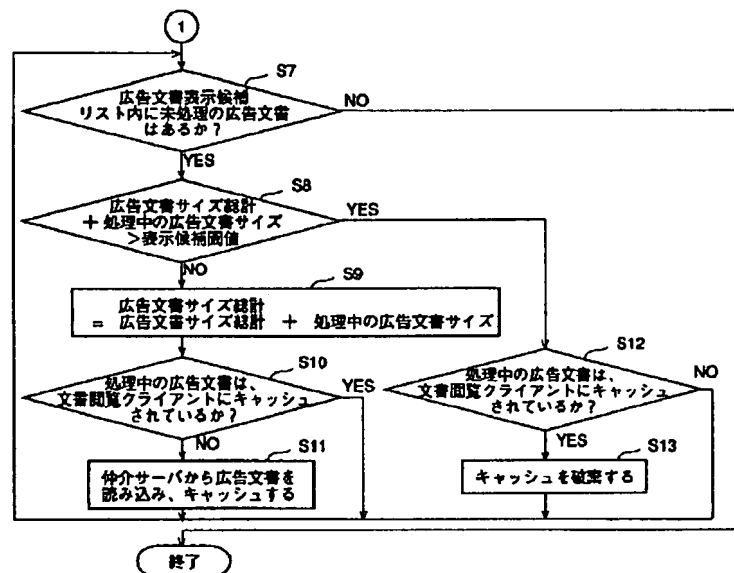 1
S7
広告文書表示候補
リスト内に未処理の広告文書
はあるか?
NO
YES
S8
広告文書サイズ総計
+処理中の広告文書サイズ
>表示候補閾値
YES
NO
S9
広告文書サイズ総計
= 広告文書サイズ総計 + 処理中の広告文書サイズ
S10
処理中の広告文書は、
文書閲覧クライアントにキャッシュ
されているか?
YES
NO
S12
処理中の広告文書は、
文書閲覧クライアントにキャッシュ
されているか?
NO
YES
S11
仲介サーバから広告文書を
読み込み、キャッシュする
S13
キャッシュを破棄する
終了